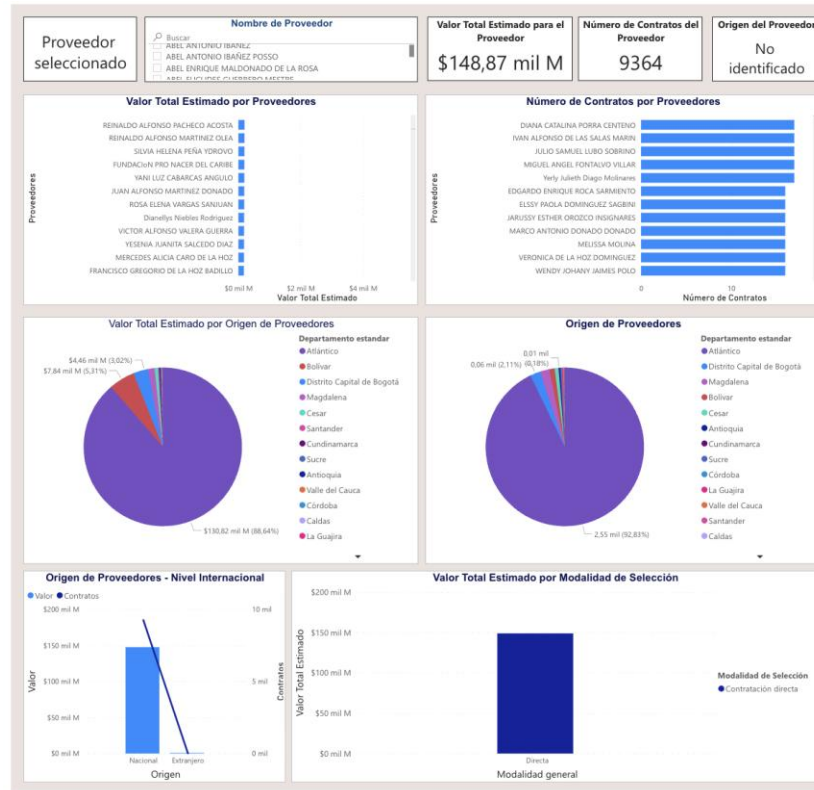 Proveedor
seleccionado
Nombre de Proveedor
Buscar
ABEL ANTONIO IBAÑEZ
ABEL ANTONIO IBAÑEZ POSSO
ABEL ENRIQUE MALDONADO DE LA ROSA
ABEL EUCLIDES GUERRERO MESTRE
Valor Total Estimado para el
Proveedor
$148,87 mil M
Número de Contratos del
Proveedor
9364
Origen del Proveedor
No
identificado
Valor Total Estimado por Proveedores
Proveedores
REINALDO ALFONSO PACHECO ACOSTA
REINALDO ALFONSO MARTINEZ OLEA
SILVIA HELENA PEÑA YDROVO
FUNDACIoN PRO NACER DEL CARIBE
YANI LUZ CABARCAS ANGULO
JUAN ALFONSO MARTINEZ DONADO
ROSA ELENA VARGAS SANJUAN
Dianellys Niebles Rodriguez
VICTOR ALFONSO VALERA GUERRA
YESENIA JUANITA SALCEDO DIAZ
MERCEDES ALICIA CARO DE LA HOZ
FRANCISCO GREGORIO DE LA HOZ BADILLO
$0 mil M $2 mil M $4 mil M
Valor Total Estimado
Número de Contratos por Proveedores
Proveedores
DIANA CATALINA PORRA CENTENO
IVAN ALFONSO DE LAS SALAS MARIN
JULIO SAMUEL LUBO SOBRINO
MIGUEL ANGEL FONTALVO VILLAR
Yerly Julieth Diago Molinares
EDGARDO ENRIQUE ROCA SARMIENTO
ELSSY PAOLA DOMINGUEZ SAGBINI
JARUSSY ESTHER OROZCO INSIGNARES
MARCO ANTONIO DONADO DONADO
MELISSA MOLINA
VERONICA DE LA HOZ DOMINGUEZ
WENDY JOHANY JAIMES POLO
0 10
Número de Contratos
Valor Total Estimado por Origen de Proveedores
$4,46 mil M (3,02%)
$7,84 mil M (5,31%)
$130,82 mil M (88,64%)
Departamento estandar
Atlántico
Bolívar
Distrito Capital de Bogotá
Magdalena
Cesar
Santander
Cundinamarca
Sucre
Antioquia
Valle del Cauca
Córdoba
Caldas
La Guajira
Origen de Proveedores
0,01 mil
(0,18%)
0,06 mil (2,11%)
2,55 mil (92,83%)
Departamento estandar
Atlántico
Distrito Capital de Bogotá
Magdalena
Bolívar
Cesar
Antioquia
Cundinamarca
Sucre
Córdoba
La Guajira
Valle del Cauca
Santander
Caldas
Origen de Proveedores - Nivel Internacional
Valor Contratos
Valor
$200 mil M
$150 mil M
$100 mil M
$50 mil M
$0 mil M
10 mil
5 mil
0 mil
Contratos
Nacional Extranjero
Origen
Valor Total Estimado por Modalidad de Selección
Valor Total Estimado
$200 mil M
$150 mil M
$100 mil M
$50 mil M
$0 mil M
Directa
Modalidad general
Modalidad de Selección
Contratación directa